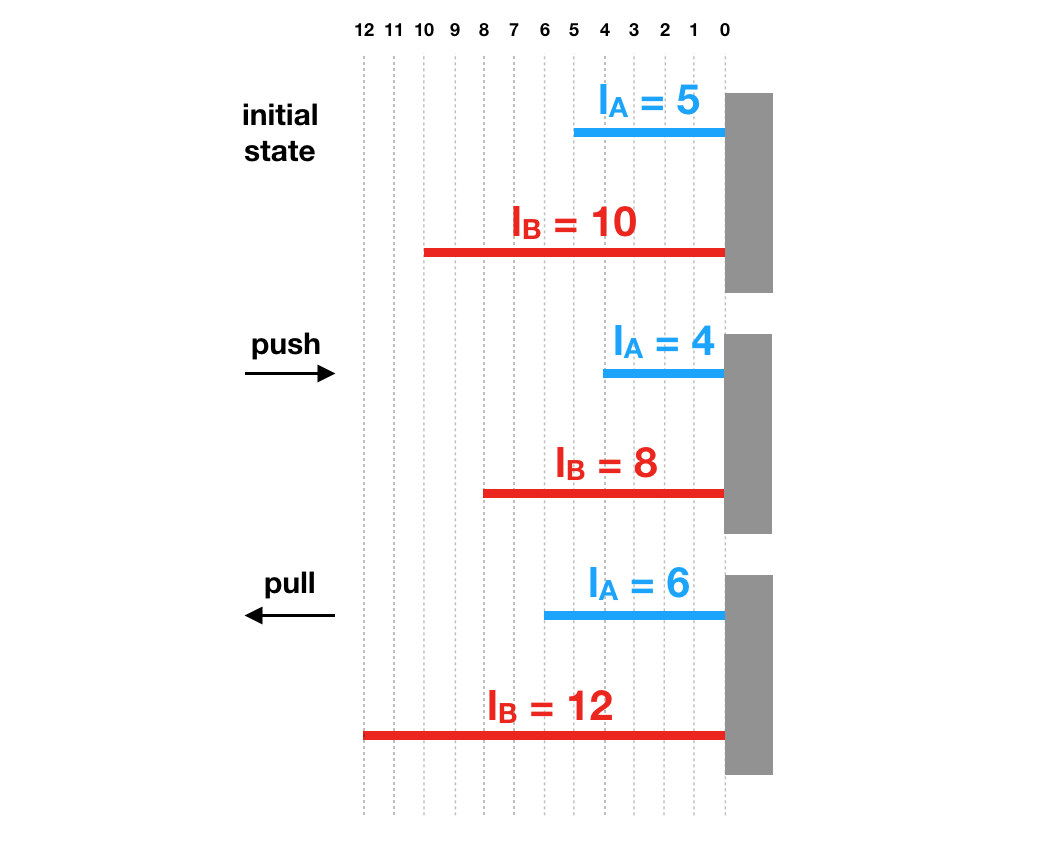 12 11 10 9 8 7 6 5 4 3 2 1 0
initial
state
lA = 5
lB = 10
push
lA = 4
lB = 8
pull
lA = 6
lB = 12